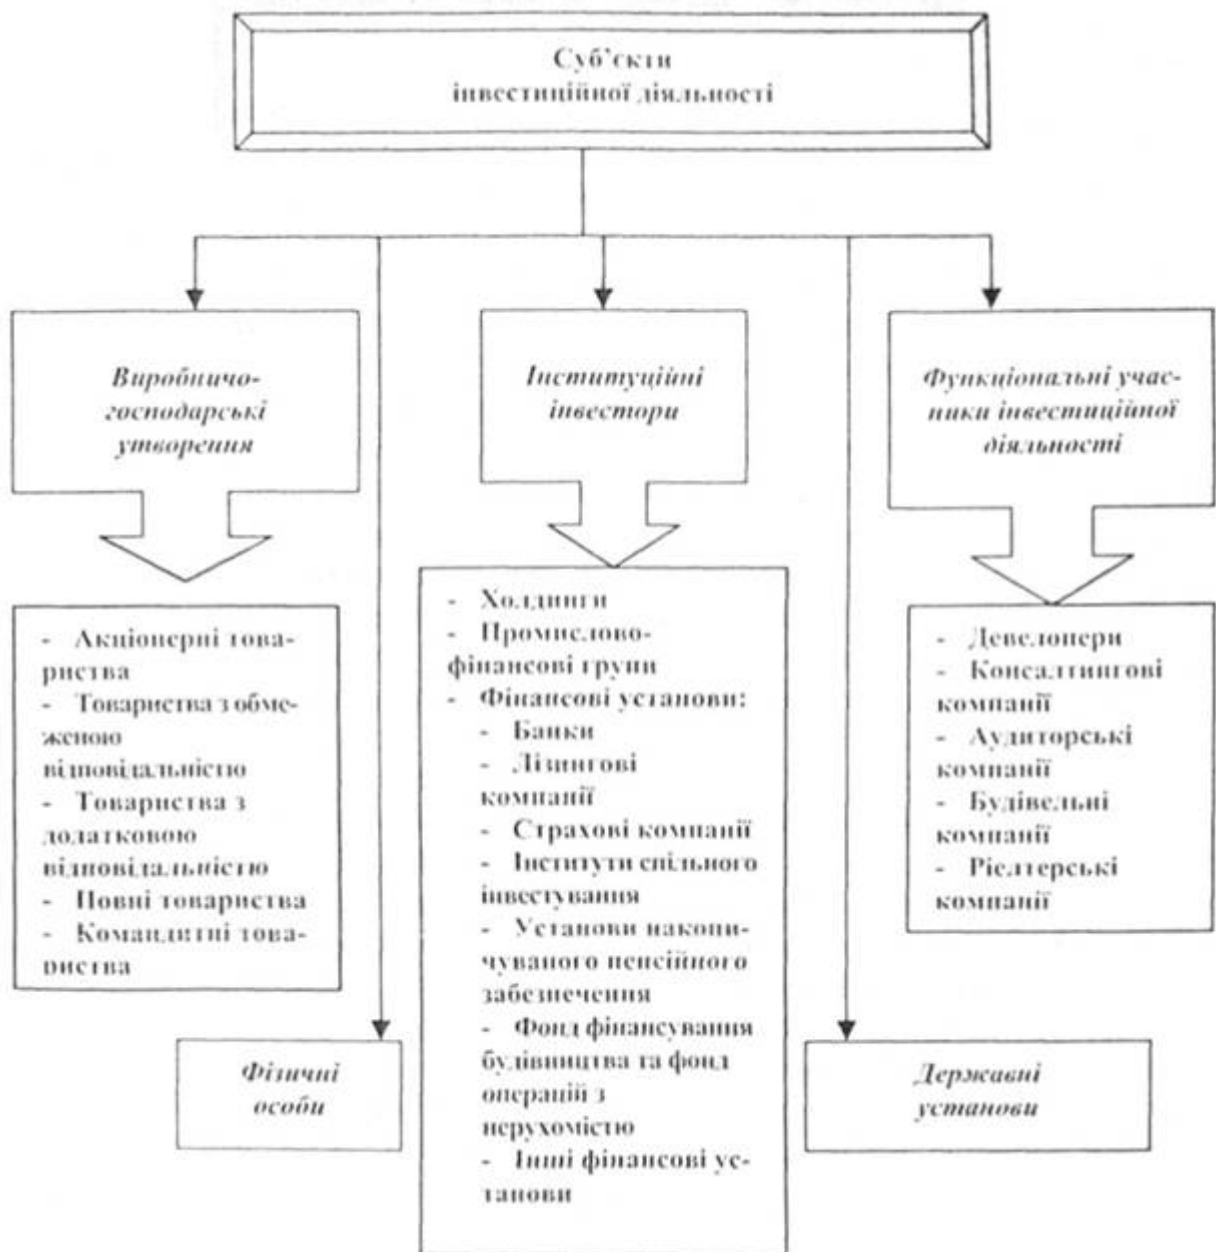 Суб’єкти
інвестиційної діяльності
Виробничо-
господарські
утворення
Інституційні
інвестори
Функціональні учас-
ники інвестиційної
діяльності
- Акціонерні това-
риства
- Товариства з обме-
женою
відповідальністю
- Товариства з
додатковою
відповідальністю
- Повні товариства
- Командитні това-
риства
- Холдинги
- Промислово-
фінансові групи
- Фінансові установи:
- Банки
- Лізингові
компанії
- Страхові компанії
- Інститути спільного
інвестування
- Установи накопи-
чуваного пенсійного
забезпечення
- Фонд фінансування
будівництва та фонд
операцій з
нерухомістю
- Інші фінансові ус-
танови
- Девелопери
- Консалтингові
компанії
- Аудиторські
компанії
- Будівельні
компанії
- Рієлтерські
компанії
Фізичні
особи
Державні
установи